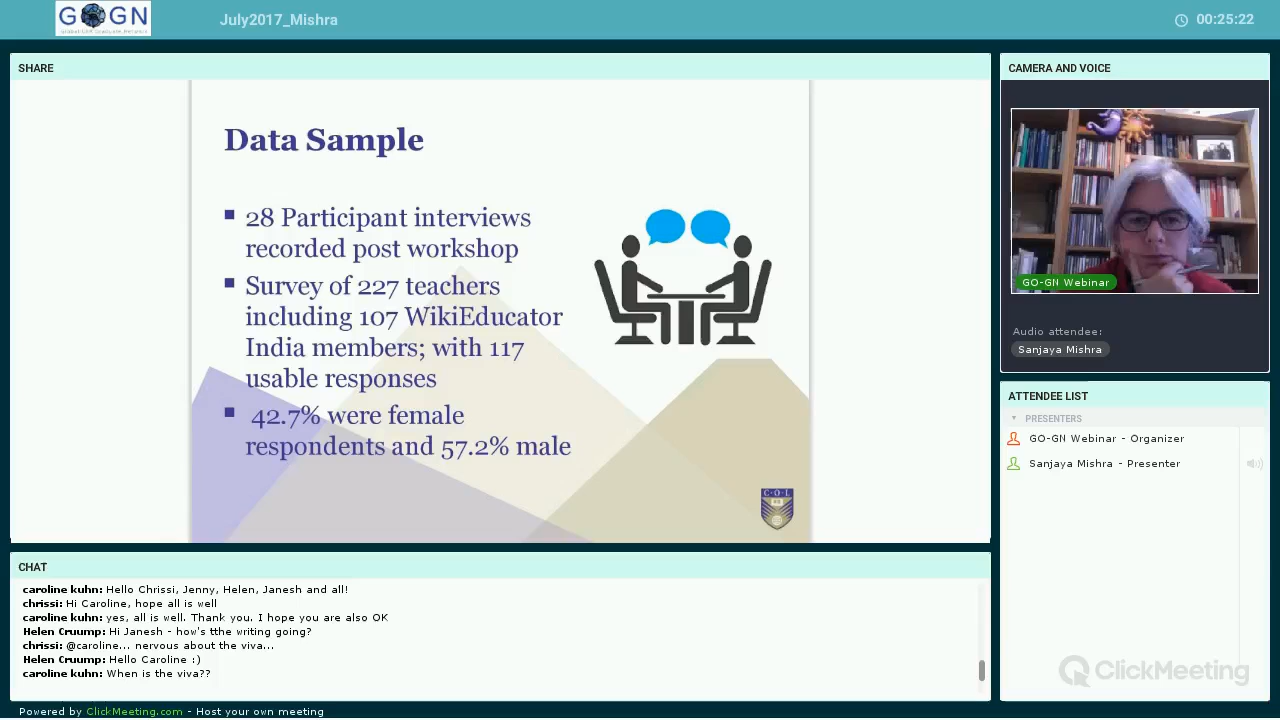 GO GN
Global OER Graduate Network
July2017_Mishra
00:25:22
SHARE
Data Sample
28 Participant interviews
recorded post workshop
Survey of 227 teachers
including 107 WikiEducator
India members; with 117
usable responses
42.7% were female
respondents and 57.2% male
C·O·L
CAMERA AND VOICE
GO-GN Webinar
Audio attendee:
Sanjaya Mishra
ATTENDEE LIST
PRESENTERS
GO-GN Webinar - Organizer
Sanjaya Mishra - Presenter
ClickMeeting
CHAT
caroline kuhn: Hello Chrissi, Jenny, Helen, Janesh and all!
chrissi: Hi Caroline, hope all is well
caroline kuhn: yes, all is well. Thank you. I hope you are also OK
Helen Cruump: Hi Janesh - how's tthe writing going?
chrissi: @caroline... nervous about the viva...
Helen Cruump: Hello Caroline :)
caroline kuhn: When is the viva??
Powered by ClickMeeting.com - Host your own meeting